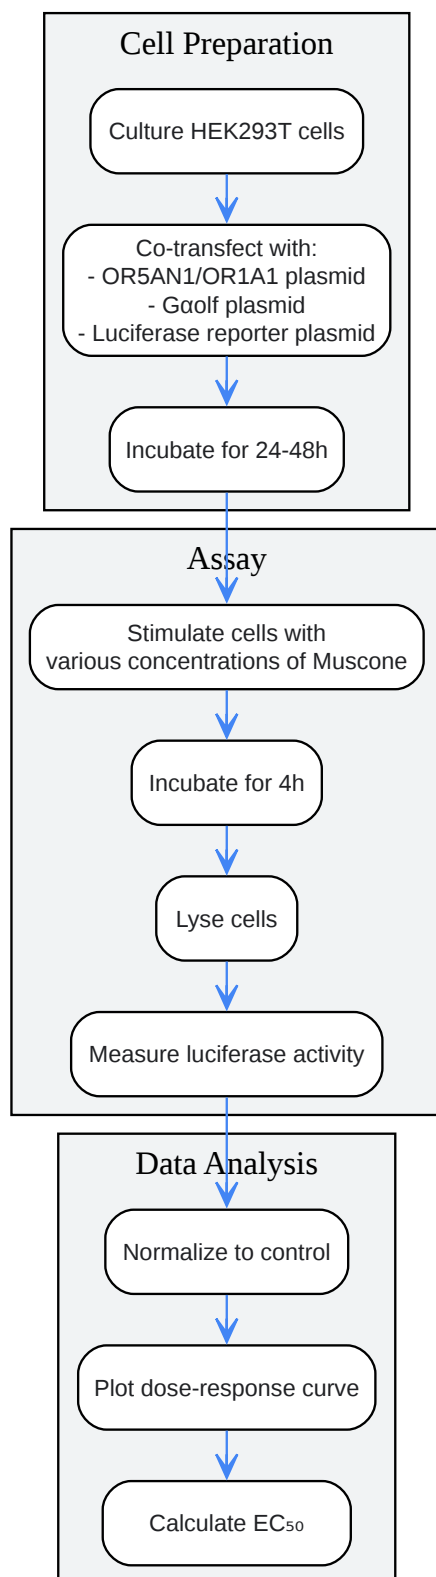 Cell Preparation
Culture HEK293T cells
Co-transfect with:
- OR5AN1/OR1A1 plasmid
- Gαolf plasmid
- Luciferase reporter plasmid
Incubate for 24-48h
Assay
Stimulate cells with
various concentrations of Muscone
Incubate for 4h
Lyse cells
Measure luciferase activity
Data Analysis
Normalize to control
Plot dose-response curve
Calculate EC₅₀